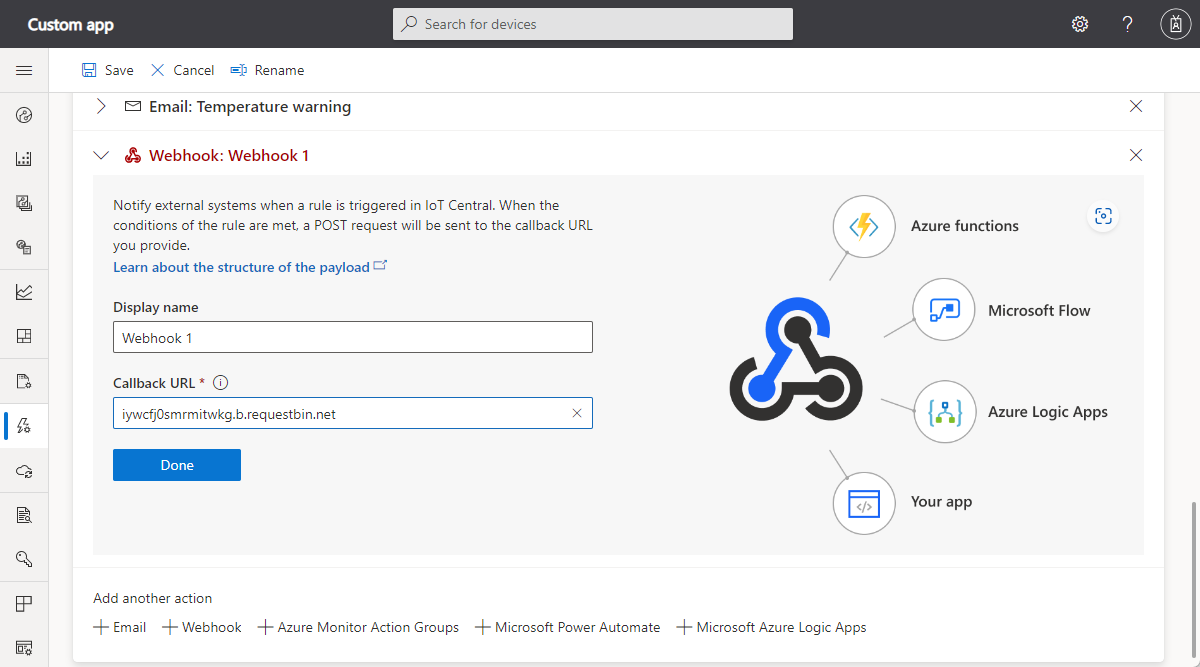 Custom app
Search for devices
?
Save Cancel Rename
Email: Temperature warning
Webhook: Webhook 1
Notify external systems when a rule is triggered in IoT Central. When the
conditions of the rule are met, a POST request will be sent to the callback URL
you provide.
Learn about the structure of the payload
Display name
Webhook 1
Callback URL *
iywcfj0smrmitwkg.b.requestbin.net
Done
Azure functions
Microsoft Flow
Azure Logic Apps
Your app
Add another action
Email Webhook Azure Monitor Action Groups Microsoft Power Automate Microsoft Azure Logic Apps